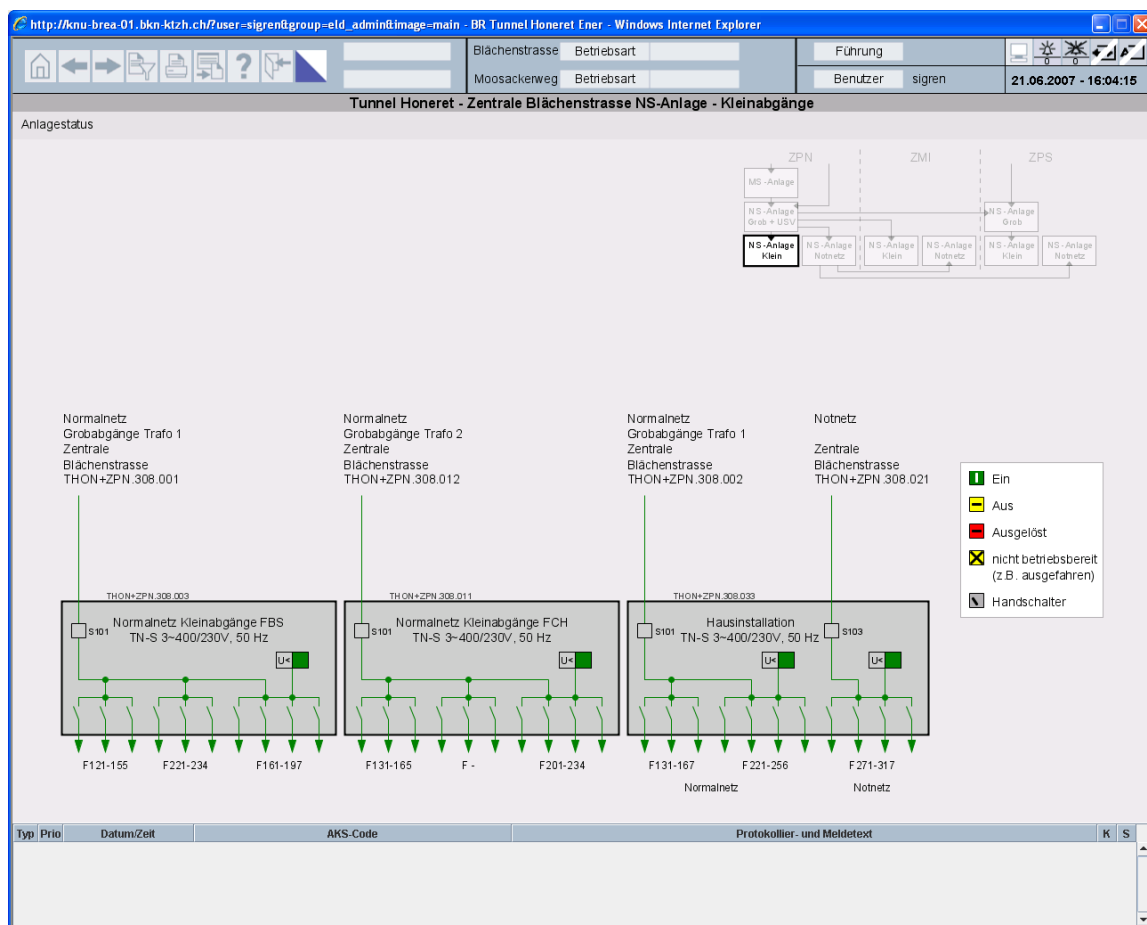 http://knu-brea-01.bkn-ktzh.ch/?user=sigren&group=eld_admin&image=main - BR Tunnel Honeret Ener - Windows Internet Explorer
Blächenstrasse Betriebsart
Führung
Moosackerweg Betriebsart
Benutzer sigren
0 0
21.06.2007 - 16:04:15
Tunnel Honeret - Zentrale Blächenstrasse NS-Anlage - Kleinabgänge
Anlagestatus
ZPN ZMI ZPS
MS-Anlage
NS-Anlage
Grob + USV
NS-Anlage
Grob
NS-Anlage
Klein
NS-Anlage
Notnetz
NS-Anlage
Klein
NS-Anlage
Notnetz
NS-Anlage
Klein
NS-Anlage
Notnetz
Normalnetz
Grobabgänge Trafo 1
Zentrale
Blächenstrasse
THON+ZPN.308.001
Normalnetz
Grobabgänge Trafo 2
Zentrale
Blächenstrasse
THON+ZPN.308.012
Normalnetz
Grobabgänge Trafo 1
Zentrale
Blächenstrasse
THON+ZPN.308.002
Notnetz
Zentrale
Blächenstrasse
THON+ZPN.308.021
Ein
Aus
Ausgelöst
nicht betriebsbereit
(z.B. ausgefahren)
Handschalter
THON+ZPN.308.003
S101
Normalnetz Kleinabgänge FBS
TN-S 3~400/230V, 50 Hz
U<
F121-155 F221-234 F161-197
THON+ZPN.308.011
S101
Normalnetz Kleinabgänge FCH
TN-S 3~400/230V, 50 Hz
U<
F131-165 F - F201-234
THON+ZPN.308.033
S101
Hausinstallation
TN-S 3~400/230V, 50 Hz
S103
U< U<
F131-167 F221-256 F271-317
Normalnetz Notnetz
Typ Prio Datum/Zeit AKS-Code Protokollier- und Meldetext K S